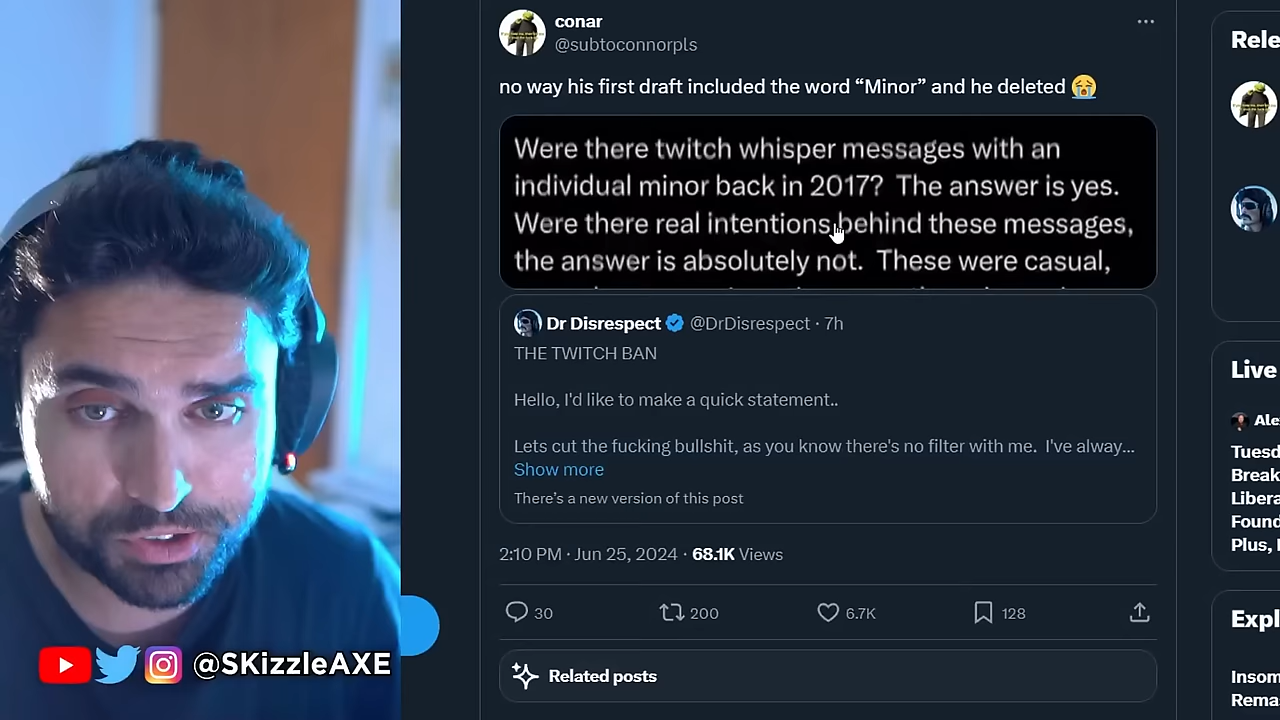 conar
@subtoconnorpls
no way his first draft included the word “Minor” and he deleted 😭
Were there twitch whisper messages with an
individual minor back in 2017? The answer is yes.
Were there real intentions behind these messages,
the answer is absolutely not. These were casual,
Dr Disrespect @DrDisrespect · 7h
THE TWITCH BAN
Hello, I'd like to make a quick statement..
Lets cut the fucking bullshit, as you know there's no filter with me. I've alway...
Show more
There's a new version of this post
2:10 PM · Jun 25, 2024 · 68.1K Views
30 200 6.7K 128
Related posts
Rele
Live
Ale
Tuesd
Break
Libera
Found
Plus, I
Expl
Insom
Rema
@SKizzleAXE